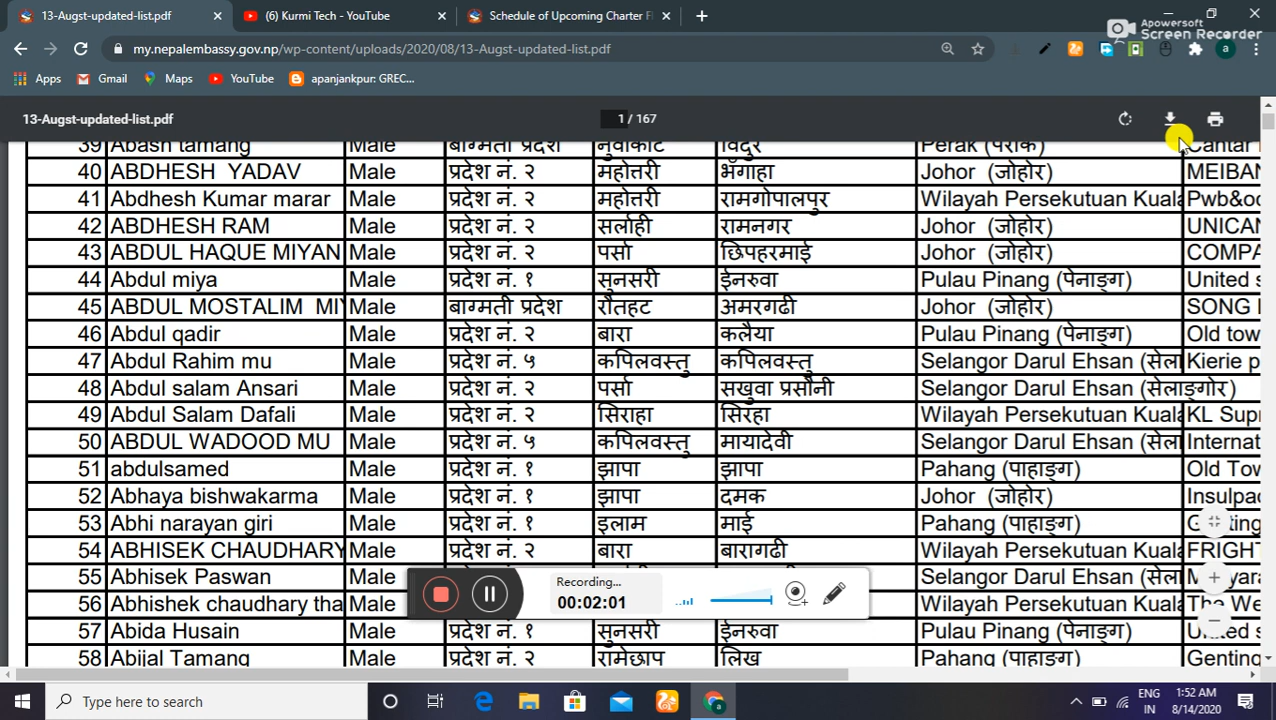 13-Augst-updated-list.pdf
(6) Kurmi Tech - YouTube
Schedule of Upcoming Charter Fl
Apowersoft
Screen Recorder
my.nepalembassy.gov.np/wp-content/uploads/2020/08/13-Augst-updated-list.pdf
a
Apps Gmail Maps YouTube apanjankpur: GREC...
13-Augst-updated-list.pdf 1 / 167
39 Abash tamang Male बाग्मती प्रदेश नुवाकोट विदुर Perak (पेराक) Cantar
40 ABDHESH YADAV Male प्रदेश नं. २ महोत्तरी भँगाहा Johor (जोहोर) MEIBAN
41 Abdhesh Kumar marar Male प्रदेश नं. २ महोत्तरी रामगोपालपुर Wilayah Persekutuan Kuala Pwb&oc
42 ABDHESH RAM Male प्रदेश नं. २ सर्लाही रामनगर Johor (जोहोर) UNICAN
43 ABDUL HAQUE MIYAN Male प्रदेश नं. २ पर्सा छिपहरमाई Johor (जोहोर) COMPA
44 Abdul miya Male प्रदेश नं. १ सुनसरी ईनरुवा Pulau Pinang (पेनाङ्ग) United s
45 ABDUL MOSTALIM MIY Male बाग्मती प्रदेश रौतहट अमरगढी Johor (जोहोर) SONG
46 Abdul qadir Male प्रदेश नं. २ बारा कलैया Pulau Pinang (पेनाङ्ग) Old tow
47 Abdul Rahim mu Male प्रदेश नं. ५ कपिलवस्तु कपिलवस्तु Selangor Darul Ehsan (सेला Kierie p
48 Abdul salam Ansari Male प्रदेश नं. २ पर्सा सखुवा प्रसौनी Selangor Darul Ehsan (सेलाङ्गोर)
49 Abdul Salam Dafali Male प्रदेश नं. २ सिराहा सिरहा Wilayah Persekutuan Kuala KL Sup
50 ABDUL WADOOD MU Male प्रदेश नं. ५ कपिलवस्तु मायादेवी Selangor Darul Ehsan (सेला Internat
51 abdulsamed Male प्रदेश नं. १ झापा झापा Pahang (पाहाङ्ग) Old Tow
52 Abhaya bishwakarma Male प्रदेश नं. १ झापा दमक Johor (जोहोर) Insulpac
53 Abhi narayan giri Male प्रदेश नं. १ इलाम माई Pahang (पाहाङ्ग)
54 ABHISEK CHAUDHARY Male प्रदेश नं. २ बारा बारागढी Wilayah Persekutuan Kuala FRIGHT
55 Abhisek Paswan Male Selangor Darul Ehsan (सेला
56 Abhishek chaudhary tha Male Wilayah Persekutuan Kuala The We
57 Abida Husain Male प्रदेश नं. १ सुनसरी ईनरुवा Pulau Pinang (पेनाङ्ग)
58 Abijal Tamang Male प्रदेश नं. २ रामेछाप लिख Pahang (पाहाङ्ग) Genting
Recording...
00:02:01
Type here to search
ENG
IN
1:52 AM
8/14/2020